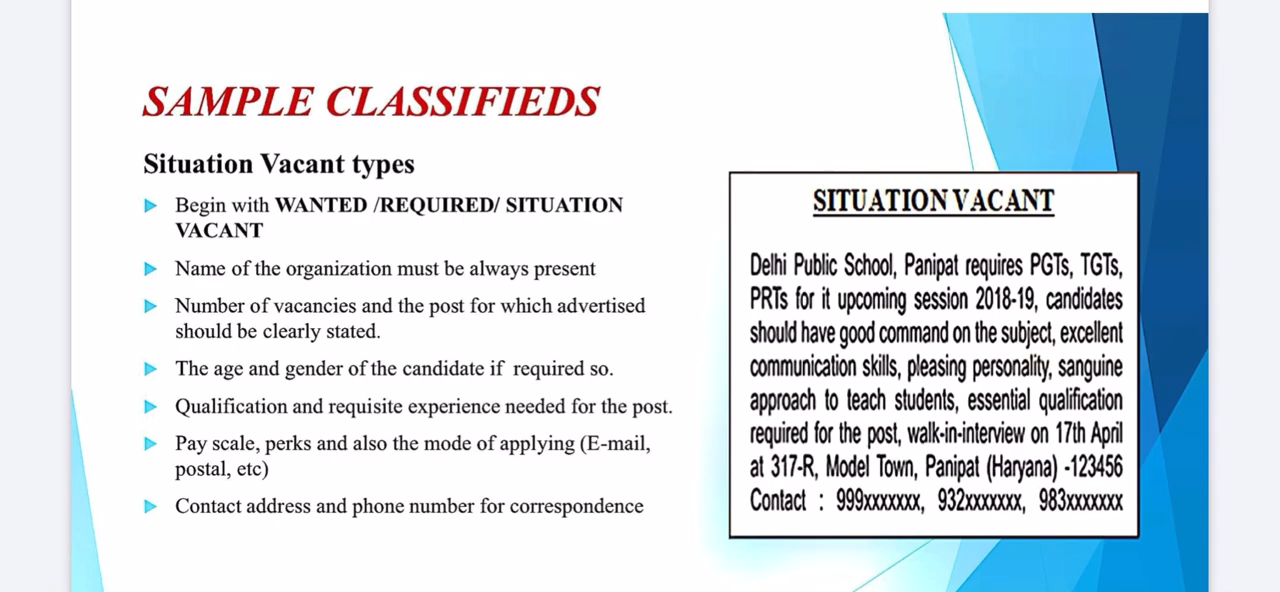 SAMPLE CLASSIFIEDS
Situation Vacant types
Begin with WANTED /REQUIRED/ SITUATION
VACANT
Name of the organization must be always present
Number of vacancies and the post for which advertised
should be clearly stated.
The age and gender of the candidate if required so.
Qualification and requisite experience needed for the post.
Pay scale, perks and also the mode of applying (E-mail,
postal, etc)
Contact address and phone number for correspondence
SITUATION VACANT
Delhi Public School, Panipat requires PGTs, TGTs,
PRTs for it upcoming session 2018-19, candidates
should have good command on the subject, excellent
communication skills, pleasing personality, sanguine
approach to teach students, essential qualification
required for the post, walk-in-interview on 17th April
at 317-R, Model Town, Panipat (Haryana) -123456
Contact : 999xxxxxxx, 932xxxxxxx, 983xxxxxxx